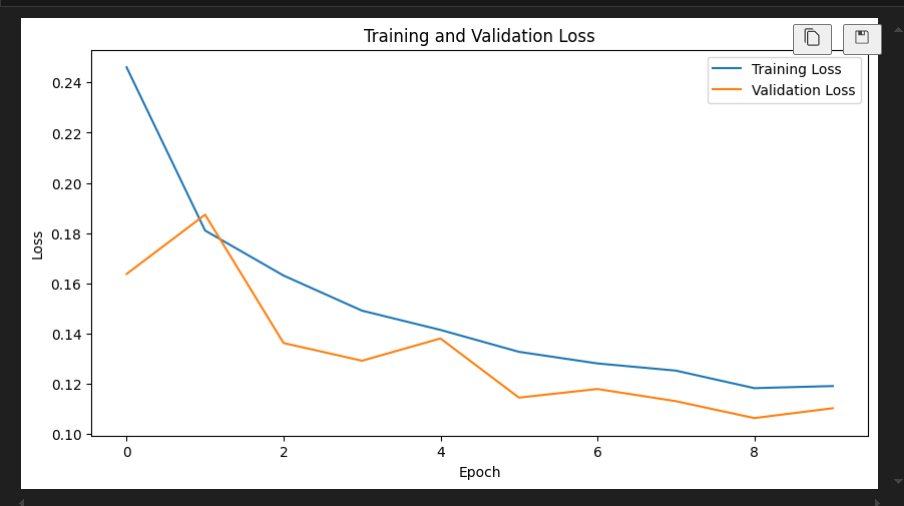 Training and Validation Loss
Training Loss
Validation Loss
0.24
0.22
0.20
0.18
0.16
0.14
0.12
0.10
Loss
0
2
4
6
8
Epoch